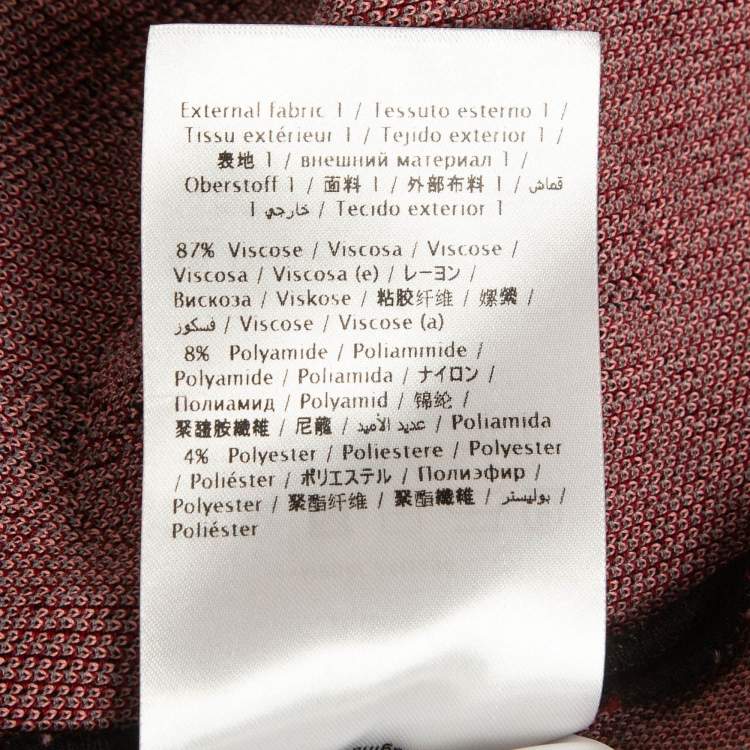 External fabric 1 / Tessuto esterno 1 /
Tissu extérieur 1 / Tejido exterior 1 /
表地 1 / внешний материал 1 /
Oberstoff 1 / 面料 1 / 外部布料 1 / قماش
خارجي 1 / Tecido exterior 1
87% Viscose / Viscosa / Viscose /
Viscosa / Viscosa (e) / レーヨン /
Вискоза / Viskose / 粘胶纤维 / 嫘縈 /
فسكوز / Viscose / Viscose (a)
8% Polyamide / Poliammide /
Polyamide / Poliamida / ナイロン /
Полиамид / Polyamid / 锦纶 /
聚醯胺纖維 / 尼龍 / عديد الأميد / Poliamida
4% Polyester / Poliestere / Polyester
/ Poliéster / ポリエステル / Полиэфир /
Polyester / 聚酯纤维 / 聚酯纖維 / بوليستر /
Poliéster